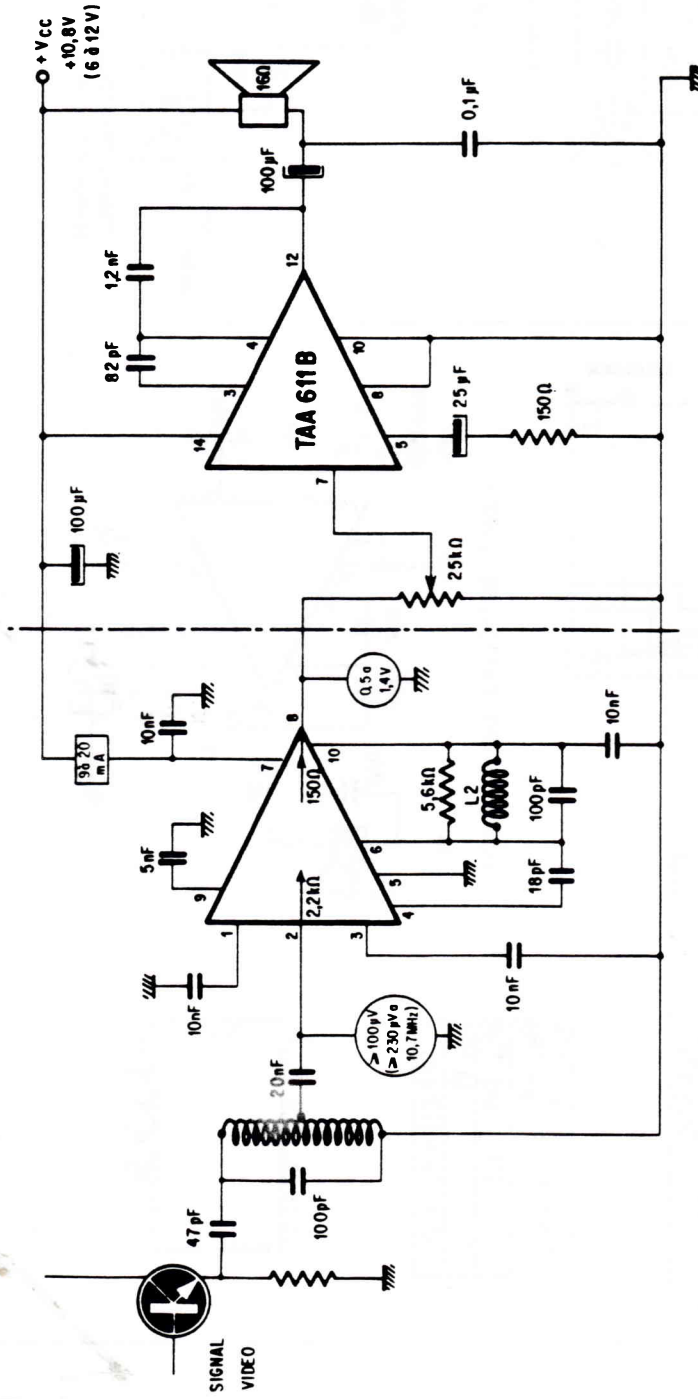 SIGNAL
VIDEO
47pF
100pF
20nF
⩾100µV
(⩾230µVa
10,7MHz)
10nF
1
2
3
2,2kΩ
9
5nF
4
5
6
7
8
10
150Ω
10nF
18pF
100pF
L2
5,6kΩ
10nF
10nF
9à 20
mA
0,5 a
1,4V
100µF
25kΩ
7
14
TAA 611B
3
4
5
8
10
12
82pF
1,2nF
25µF
150Ω
100µF
16Ω
0,1µF
+Vcc
+10,8V
(6 à 12V)